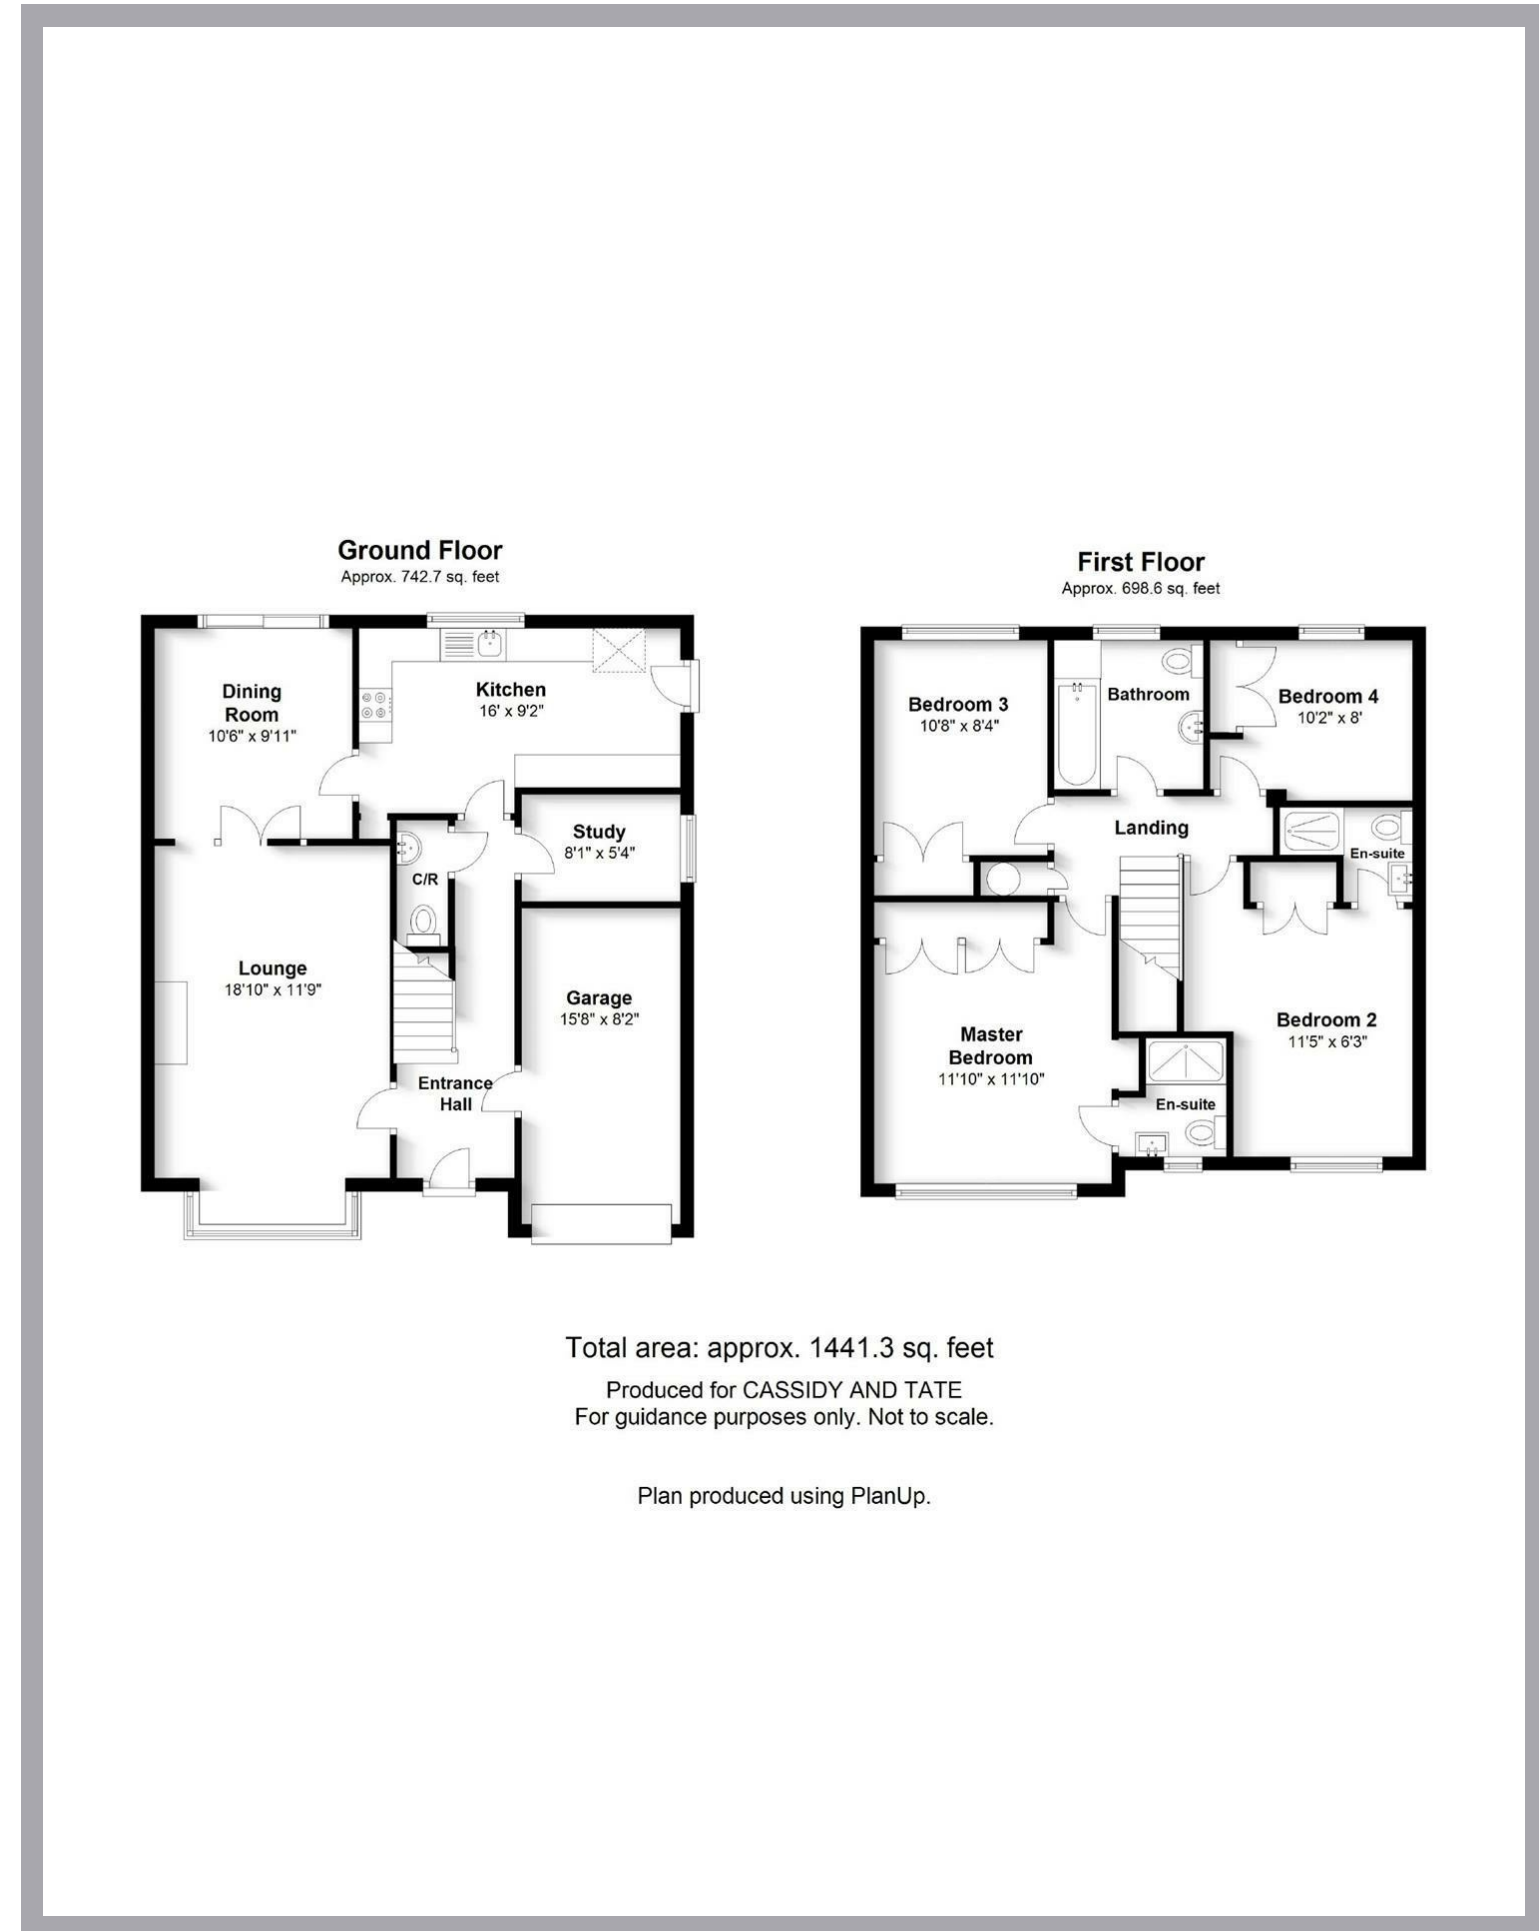 Ground Floor
Approx. 742.7 sq. feet
Dining
Room
10'6" x 9'11"
Kitchen
16' x 9'2"
Study
8'1" x 5'4"
C/R
Lounge
18'10" x 11'9"
Garage
15'8" x 8'2"
Entrance
Hall
First Floor
Approx. 698.6 sq. feet
Bedroom 3
10'8" x 8'4"
Bathroom
Bedroom 4
10'2" x 8'
Landing
En-suite
Master
Bedroom
11'10" x 11'10"
Bedroom 2
11'5" x 6'3"
En-suite
Total area: approx. 1441.3 sq. feet
Produced for CASSIDY AND TATE
For guidance purposes only. Not to scale.
Plan produced using PlanUp.